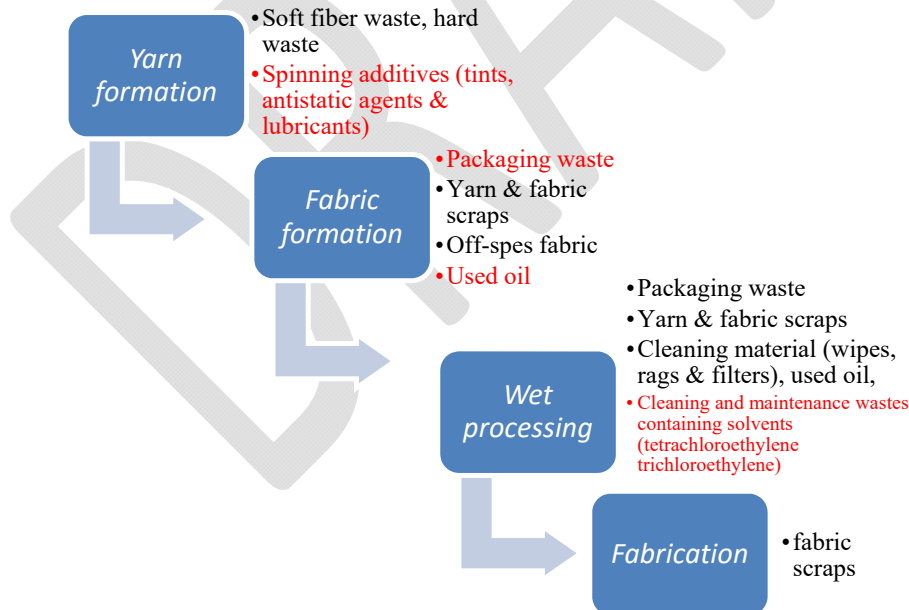 Yarn
formation
•Soft fiber waste, hard
waste
•Spinning additives (tints,
antistatic agents &
lubricants)
Fabric
formation
•Packaging waste
•Yarn & fabric
scraps
•Off-spes fabric
•Used oil
Wet
processing
•Packaging waste
•Yarn & fabric scraps
•Cleaning material (wipes,
rags & filters), used oil,
•Cleaning and maintenance wastes
containing solvents
(tetrachloroethylene
trichloroethylene)
Fabrication
•fabric
scraps